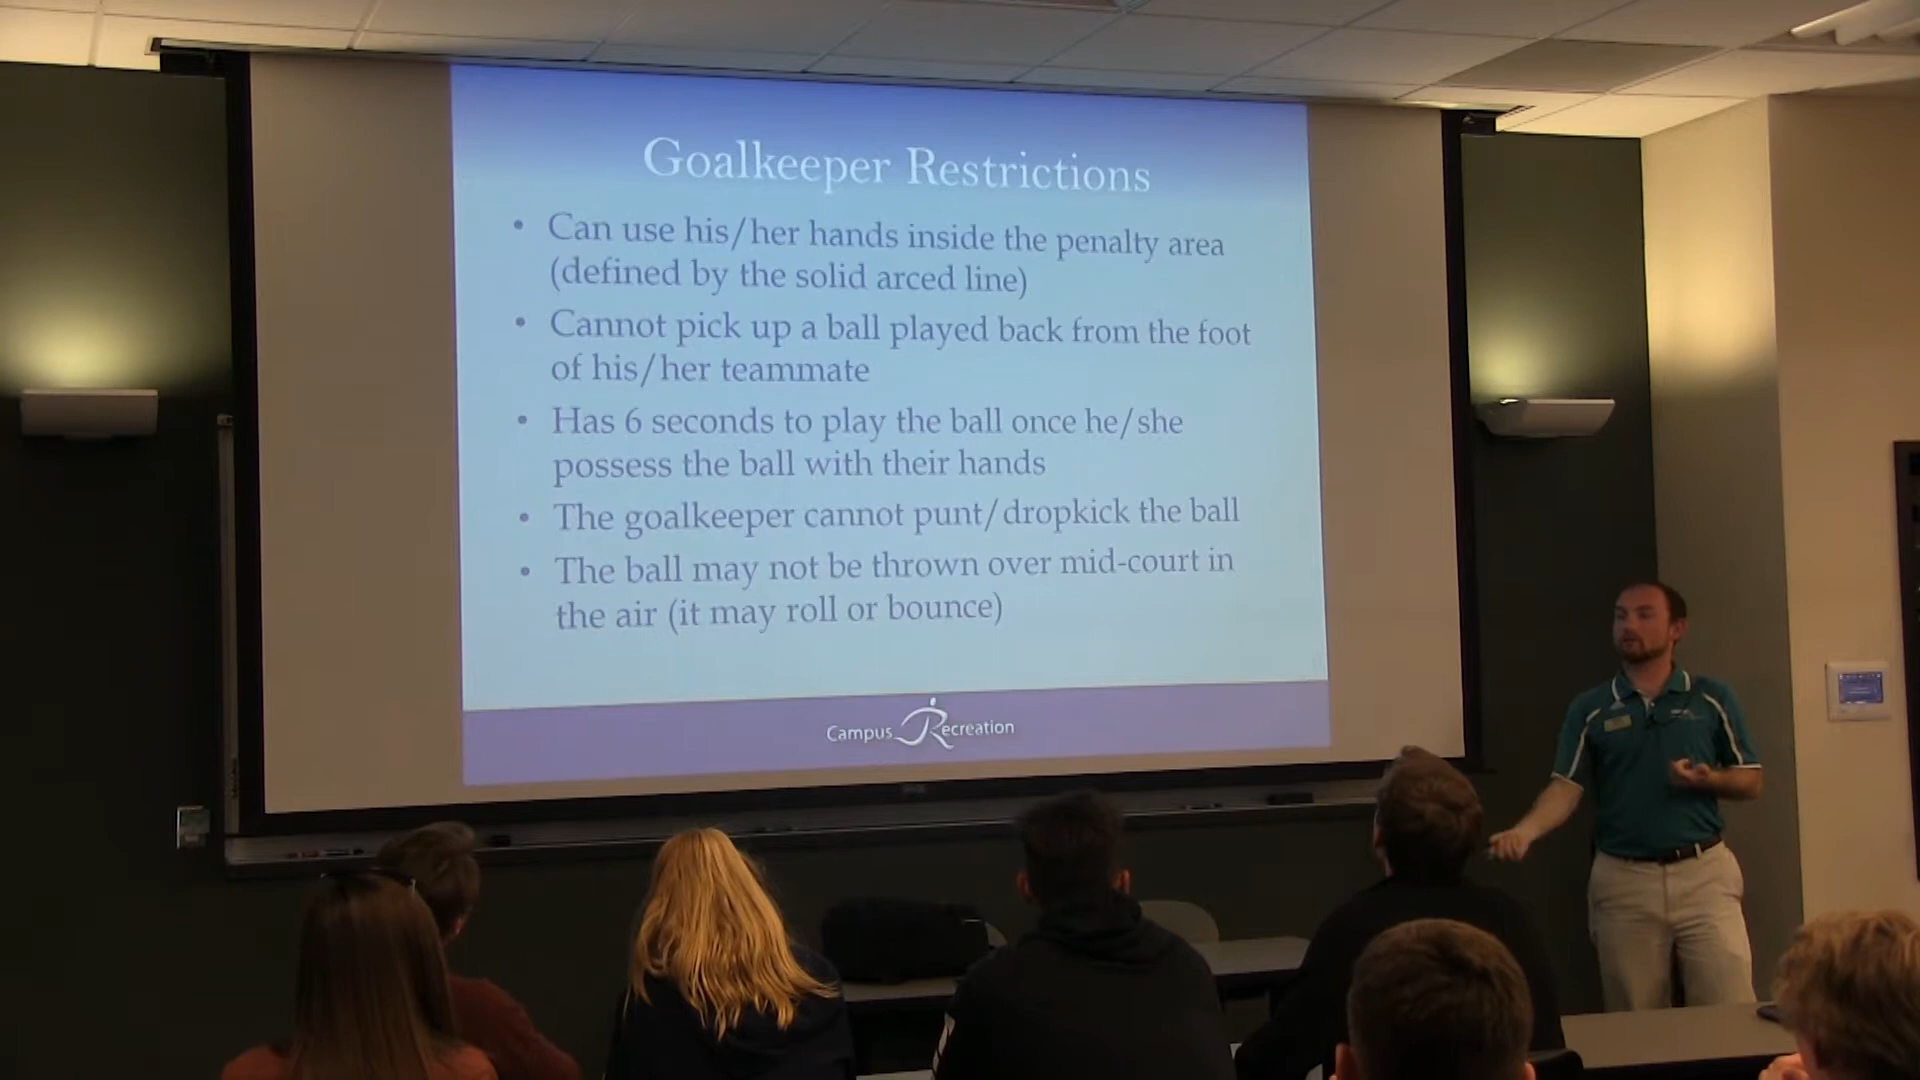 Goalkeeper Restrictions
• Can use his/her hands inside the penalty area
(defined by the solid arced line)
• Cannot pick up a ball played back from the foot
of his/her teammate
• Has 6 seconds to play the ball once he/she
possess the ball with their hands
• The goalkeeper cannot punt/dropkick the ball
• The ball may not be thrown over mid-court in
the air (it may roll or bounce)
Campus Recreation